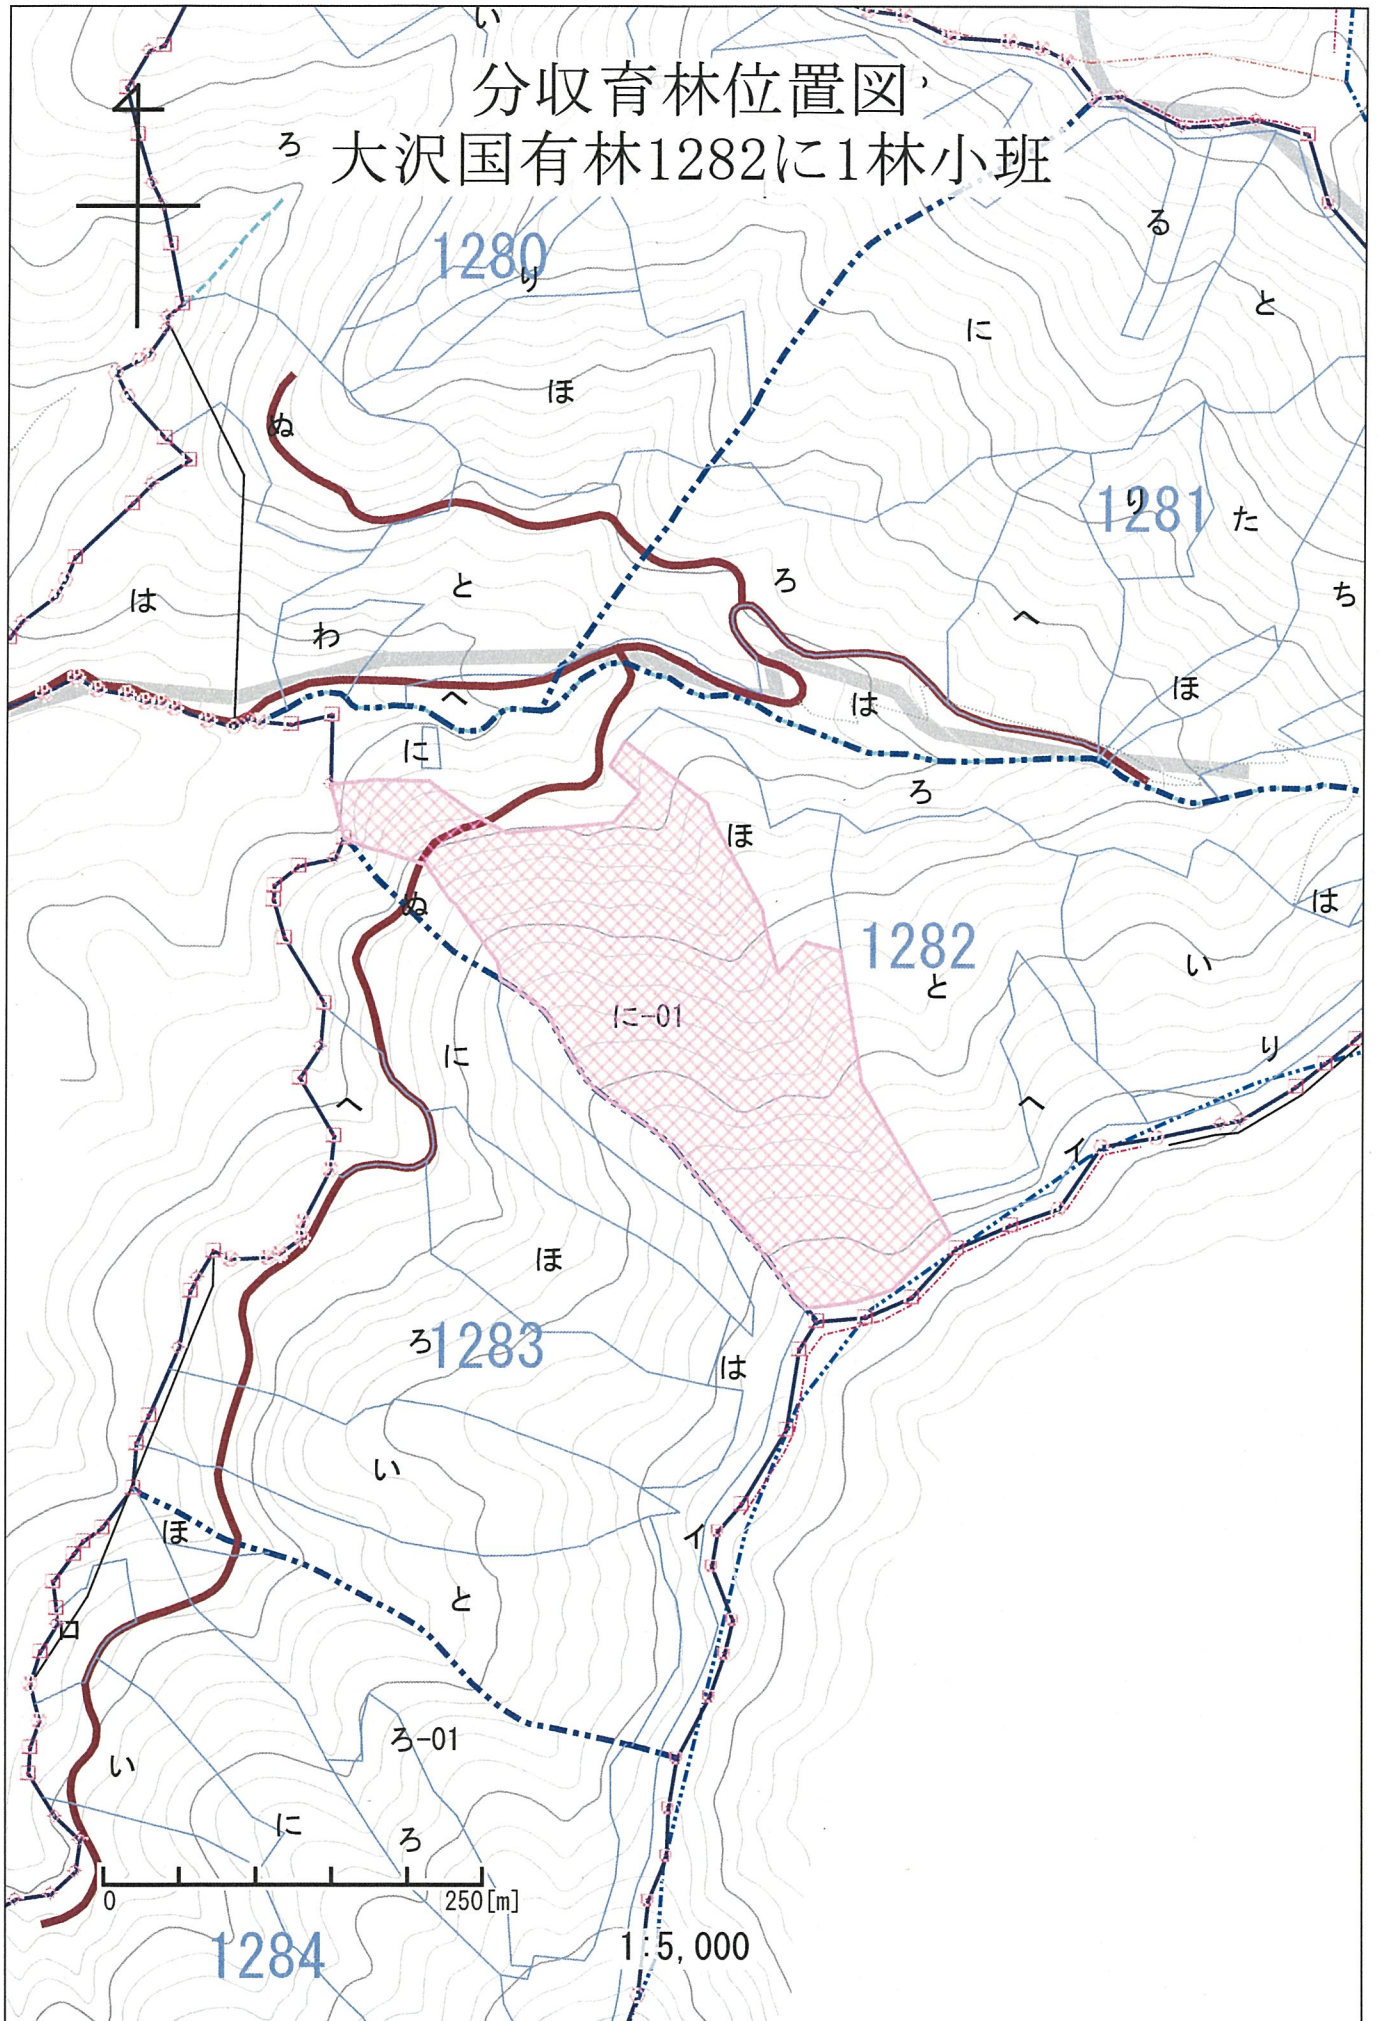 い
分収育林位置図
大沢国有林1282に1林小班
ろ
る
1280
り
と
に
ほ
ぬ
1281
り
た
と
ろ
ち
は
へ
わ
ほ
へ
は
に
ろ
ほ
は
ぬ
1282
い
と
に-01
に
り
へ
へ
イ
ほ
ろ
1283
は
い
イ
ほ
と
ロ
ろ-01
い
に
ろ
0
250[m]
1:5,000
1284